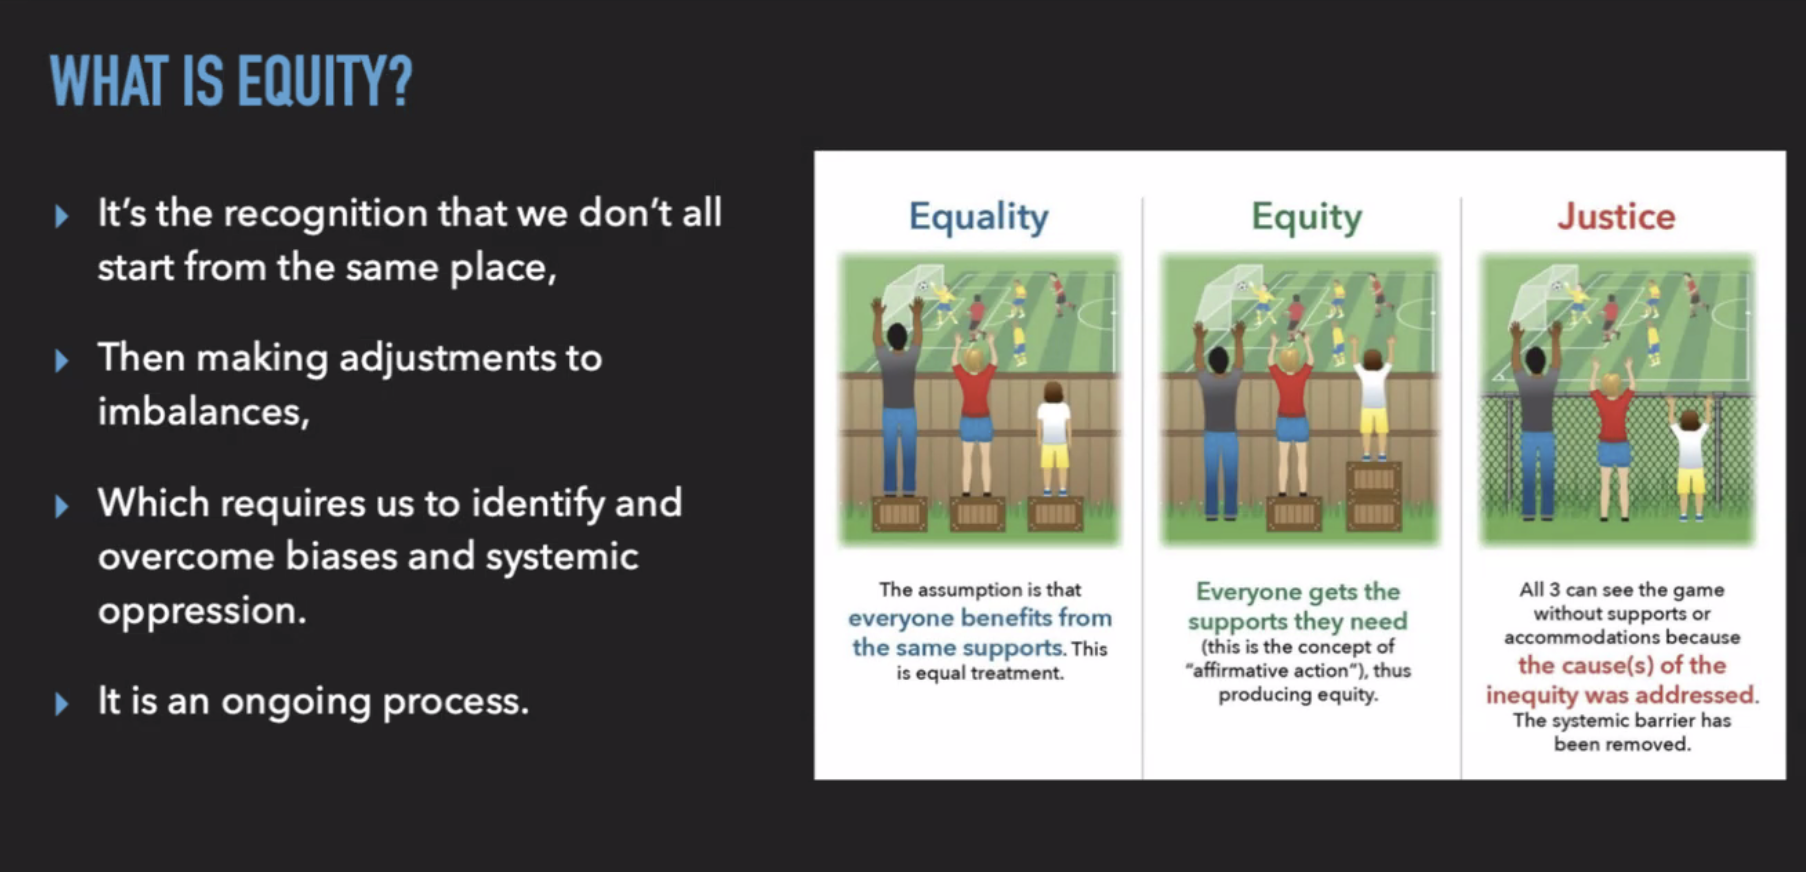 WHAT IS EQUITY?
It's the recognition that we don't all
start from the same place,
Then making adjustments to
imbalances,
Which requires us to identify and
overcome biases and systemic
oppression.
It is an ongoing process.
Equality
The assumption is that
everyone benefits from
the same supports. This
is equal treatment.
Equity
Everyone gets the
supports they need
(this is the concept of
“affirmative action”), thus
producing equity.
Justice
All 3 can see the game
without supports or
accommodations because
the cause(s) of the
inequity was addressed.
The systemic barrier has
been removed.